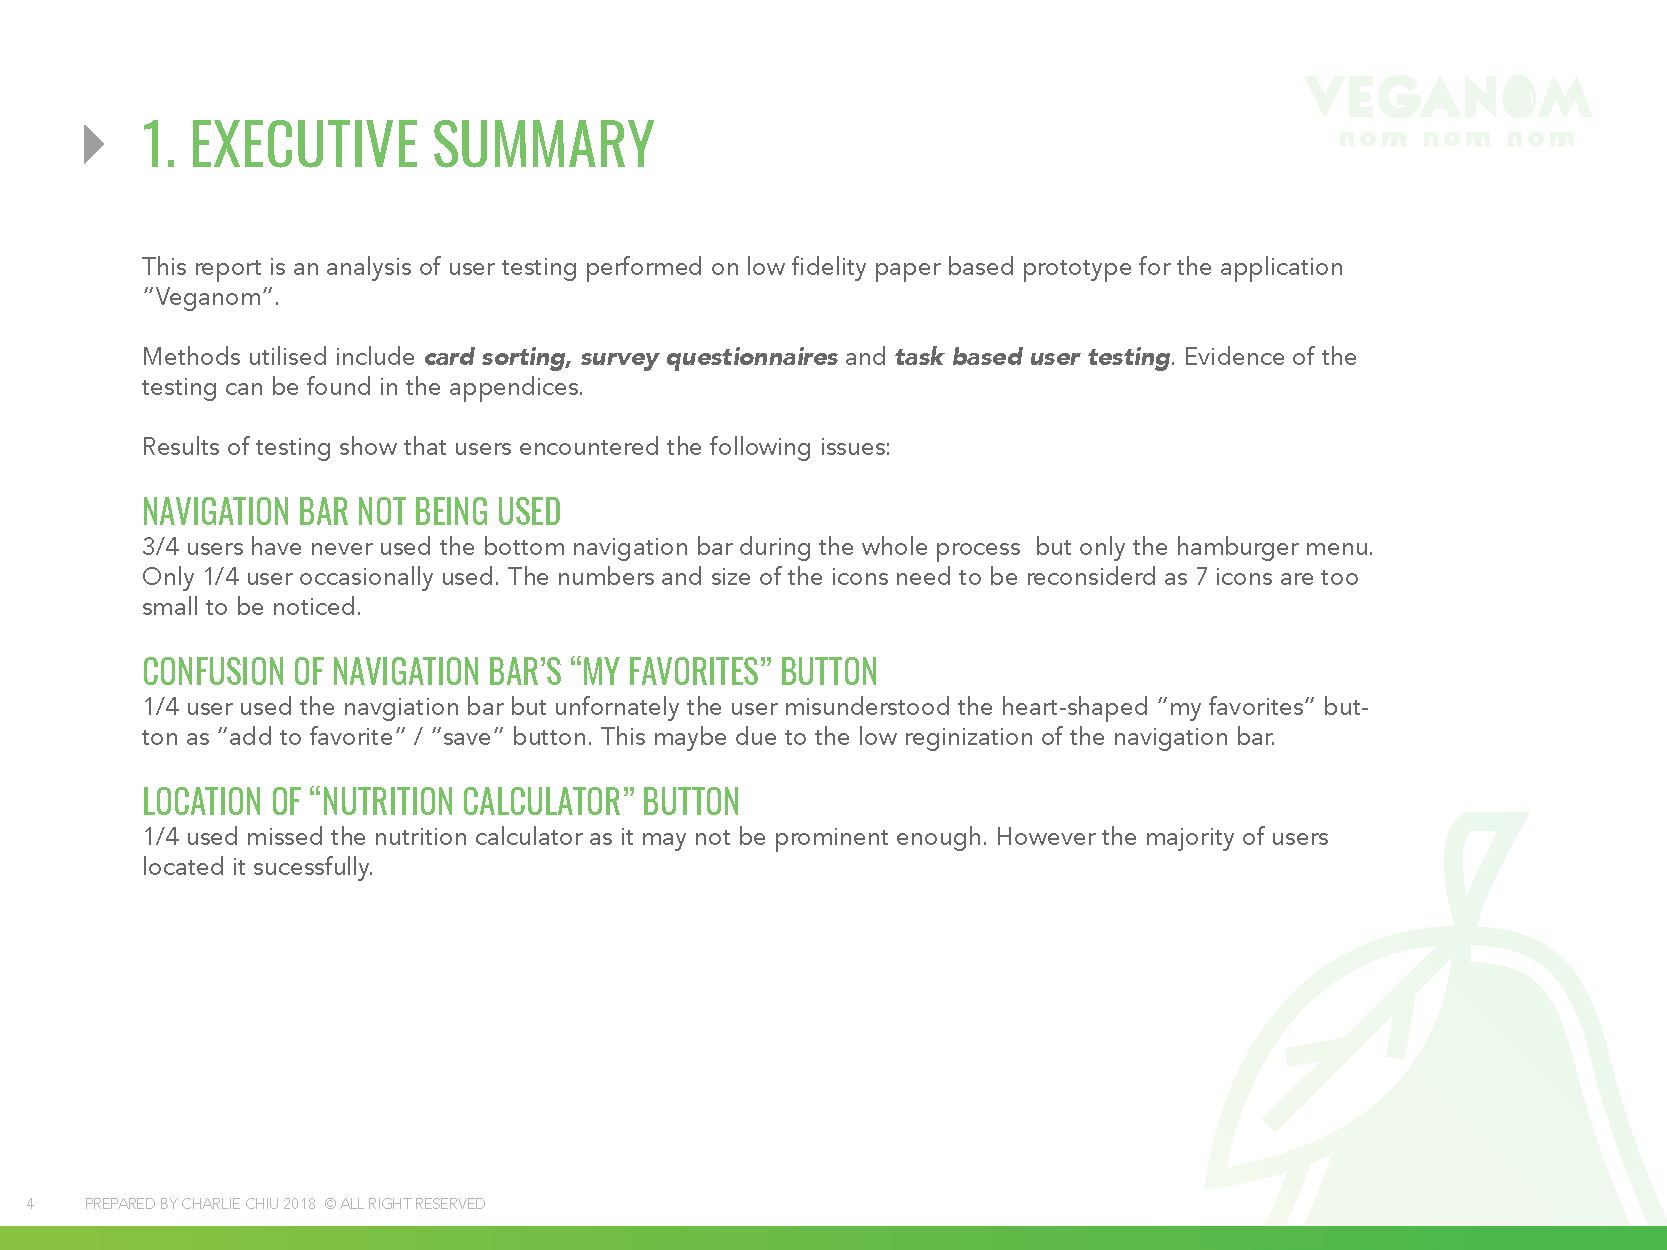 VEGANOM
nom nom nom
1. EXECUTIVE SUMMARY
This report is an analysis of user testing performed on low fidelity paper based prototype for the application
“Veganom”.
Methods utilised include card sorting, survey questionnaires and task based user testing. Evidence of the
testing can be found in the appendices.
Results of testing show that users encountered the following issues:
NAVIGATION BAR NOT BEING USED
3/4 users have never used the bottom navigation bar during the whole process  but only the hamburger menu.
Only 1/4 user occasionally used. The numbers and size of the icons need to be reconsiderd as 7 icons are too
small to be noticed.
CONFUSION OF NAVIGATION BAR’S “MY FAVORITES” BUTTON
1/4 user used the navgiation bar but unfornately the user misunderstood the heart-shaped “my favorites” but-
ton as “add to favorite” / “save” button. This maybe due to the low reginization of the navigation bar.
LOCATION OF “NUTRITION CALCULATOR” BUTTON
1/4 used missed the nutrition calculator as it may not be prominent enough. However the majority of users
located it sucessfully.
4 PREPARED BY CHARLIE CHIU 2018 © ALL RIGHT RESERVED